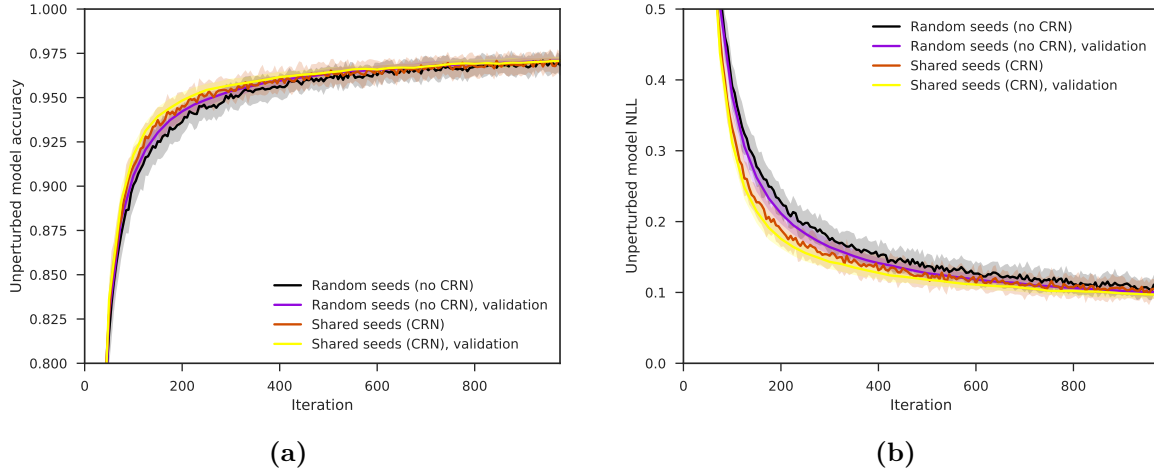 1.000
0.975
0.950
0.925
0.900
0.875
0.850
0.825
0.800
Unperturbed model accuracy
Random seeds (no CRN)
Random seeds (no CRN), validation
Shared seeds (CRN)
Shared seeds (CRN), validation
0 200 400 600 800
Iteration
(a)
0.5
0.4
0.3
0.2
0.1
0.0
Unperturbed model NLL
Random seeds (no CRN)
Random seeds (no CRN), validation
Shared seeds (CRN)
Shared seeds (CRN), validation
0 200 400 600 800
Iteration
(b)